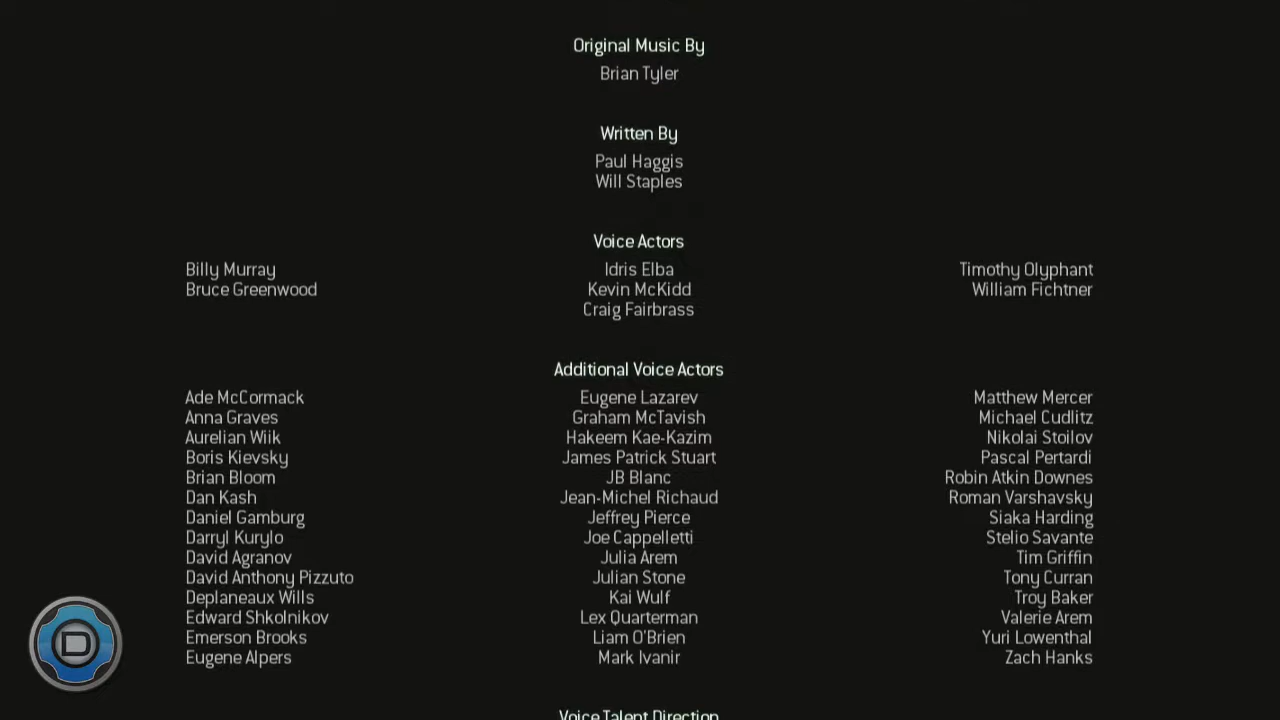 Original Music By
Brian Tyler
Written By
Paul Haggis
Will Staples
Voice Actors
Billy Murray Idris Elba Timothy Olyphant
Bruce Greenwood Kevin McKidd William Fichtner
Craig Fairbrass
Additional Voice Actors
Ade McCormack Eugene Lazarev Matthew Mercer
Anna Graves Graham McTavish Michael Cudlitz
Aurelian Wiik Hakeem Kae-Kazim Nikolai Stoilov
Boris Kievsky James Patrick Stuart Pascal Pertardi
Brian Bloom JB Blanc Robin Atkin Downes
Dan Kash Jean-Michel Richaud Roman Varshavsky
Daniel Gamburg Jeffrey Pierce Siaka Harding
Darryl Kurylo Joe Cappelletti Stelio Savante
David Agranov Julia Arem Tim Griffin
David Anthony Pizzuto Julian Stone Tony Curran
Deplaneaux Wills Kai Wulf Troy Baker
Edward Shkolnikov Lex Quarterman Valerie Arem
Emerson Brooks Liam O'Brien Yuri Lowenthal
Eugene Alpers Mark Ivanir Zach Hanks
D
Voice Talent Direction